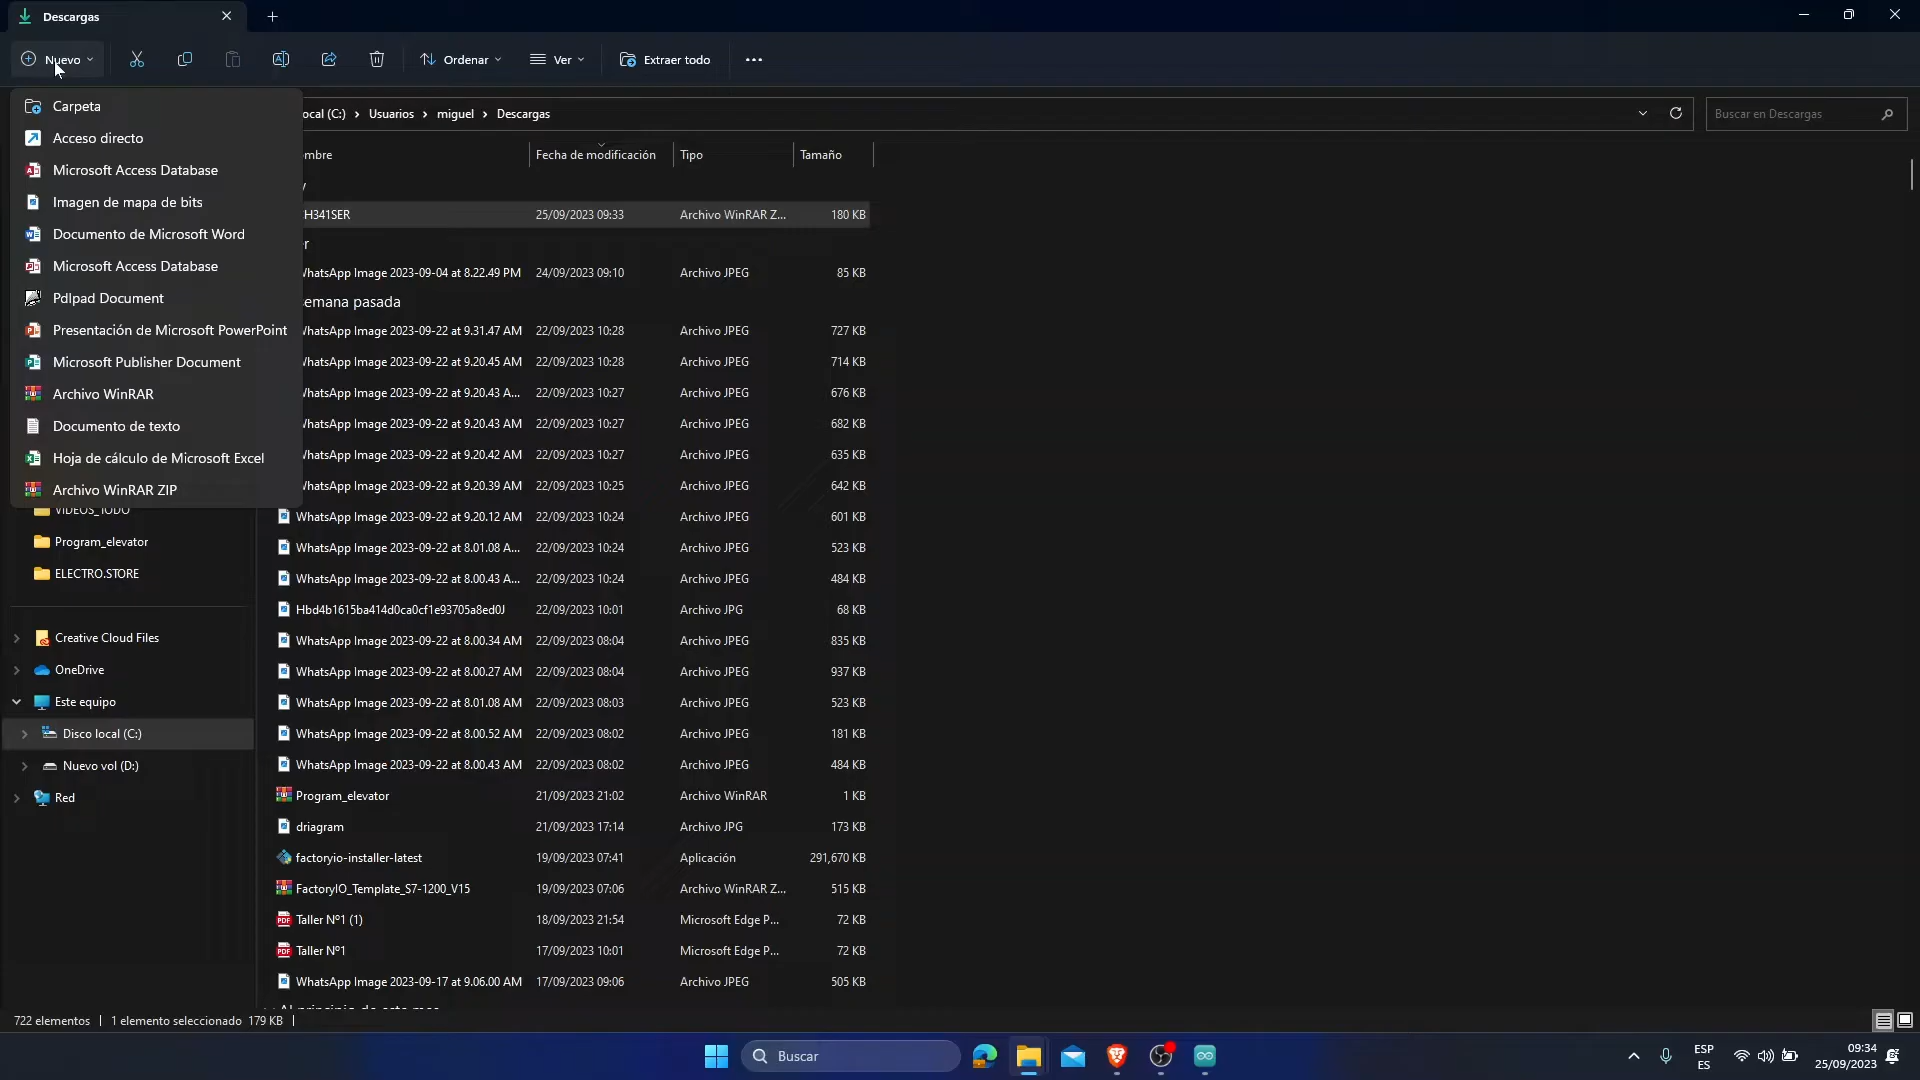 Descargas
Nuevo
Ordenar
Ver
Extraer todo
Carpeta
Acceso directo
Microsoft Access Database
Imagen de mapa de bits
Documento de Microsoft Word
Microsoft Access Database
Pdlpad Document
Presentación de Microsoft PowerPoint
Microsoft Publisher Document
Archivo WinRAR
Documento de texto
Hoja de cálculo de Microsoft Excel
Archivo WinRAR ZIP
ocal (C:) > Usuarios > miguel > Descargas
Buscar en Descargas
ombre Fecha de modificación Tipo Tamaño
y
H341SER 25/09/2023 09:33 Archivo WinRAR Z... 180 KB
er
WhatsApp Image 2023-09-04 at 8.22.49 PM 24/09/2023 09:10 Archivo JPEG 85 KB
semana pasada
WhatsApp Image 2023-09-22 at 9.31.47 AM 22/09/2023 10:28 Archivo JPEG 727 KB
WhatsApp Image 2023-09-22 at 9.20.45 AM 22/09/2023 10:28 Archivo JPEG 714 KB
WhatsApp Image 2023-09-22 at 9.20.43 A... 22/09/2023 10:27 Archivo JPEG 676 KB
WhatsApp Image 2023-09-22 at 9.20.43 AM 22/09/2023 10:27 Archivo JPEG 682 KB
WhatsApp Image 2023-09-22 at 9.20.42 AM 22/09/2023 10:27 Archivo JPEG 635 KB
WhatsApp Image 2023-09-22 at 9.20.39 AM 22/09/2023 10:25 Archivo JPEG 642 KB
WhatsApp Image 2023-09-22 at 9.20.12 AM 22/09/2023 10:24 Archivo JPEG 601 KB
WhatsApp Image 2023-09-22 at 8.01.08 A... 22/09/2023 10:24 Archivo JPEG 523 KB
WhatsApp Image 2023-09-22 at 8.00.43 A... 22/09/2023 10:24 Archivo JPEG 484 KB
Hbd4b1615ba414d0ca0cf1e93705a8ed0J 22/09/2023 10:01 Archivo JPG 68 KB
WhatsApp Image 2023-09-22 at 8.00.34 AM 22/09/2023 08:04 Archivo JPEG 835 KB
WhatsApp Image 2023-09-22 at 8.00.27 AM 22/09/2023 08:04 Archivo JPEG 937 KB
WhatsApp Image 2023-09-22 at 8.01.08 AM 22/09/2023 08:03 Archivo JPEG 523 KB
WhatsApp Image 2023-09-22 at 8.00.52 AM 22/09/2023 08:02 Archivo JPEG 181 KB
WhatsApp Image 2023-09-22 at 8.00.43 AM 22/09/2023 08:02 Archivo JPEG 484 KB
Program_elevator 21/09/2023 21:02 Archivo WinRAR 1 KB
driagram 21/09/2023 17:14 Archivo JPG 173 KB
factoryio-installer-latest 19/09/2023 07:41 Aplicación 291,670 KB
FactoryIO_Template_S7-1200_V15 19/09/2023 07:06 Archivo WinRAR Z... 515 KB
Taller Nº1 (1) 18/09/2023 21:54 Microsoft Edge P... 72 KB
Taller Nº1 17/09/2023 10:01 Microsoft Edge P... 72 KB
WhatsApp Image 2023-09-17 at 9.06.00 AM 17/09/2023 09:06 Archivo JPEG 505 KB
Al principio de este mes
VIDEOS_TODO
Program_elevator
ELECTRO.STORE
Creative Cloud Files
OneDrive
Este equipo
Disco local (C:)
Nuevo vol (D:)
Red
722 elementos | 1 elemento seleccionado 179 KB |
Buscar
ESP
ES
09:34
25/09/2023